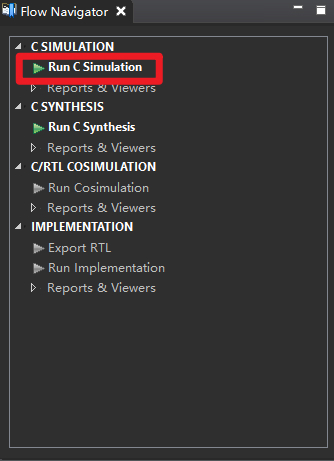 Flow Navigator
C SIMULATION
Run C Simulation
Reports & Viewers
C SYNTHESIS
Run C Synthesis
Reports & Viewers
C/RTL COSIMULATION
Run Cosimulation
Reports & Viewers
IMPLEMENTATION
Export RTL
Run Implementation
Reports & Viewers